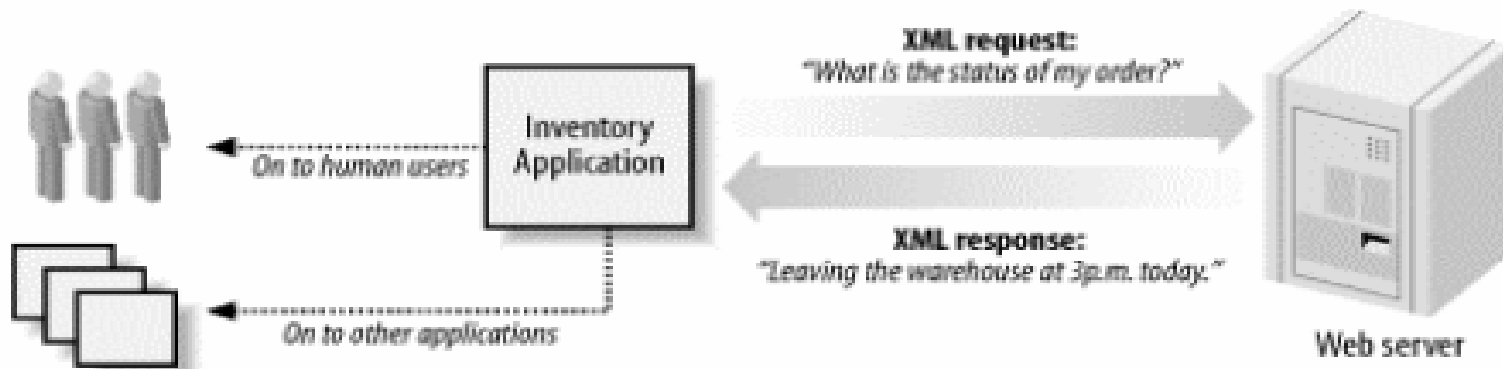 XML request:
"What is the status of my order?"
Inventory
Application
On to human users
XML response:
"Leaving the warehouse at 3p.m. today."
On to other applications
Web server